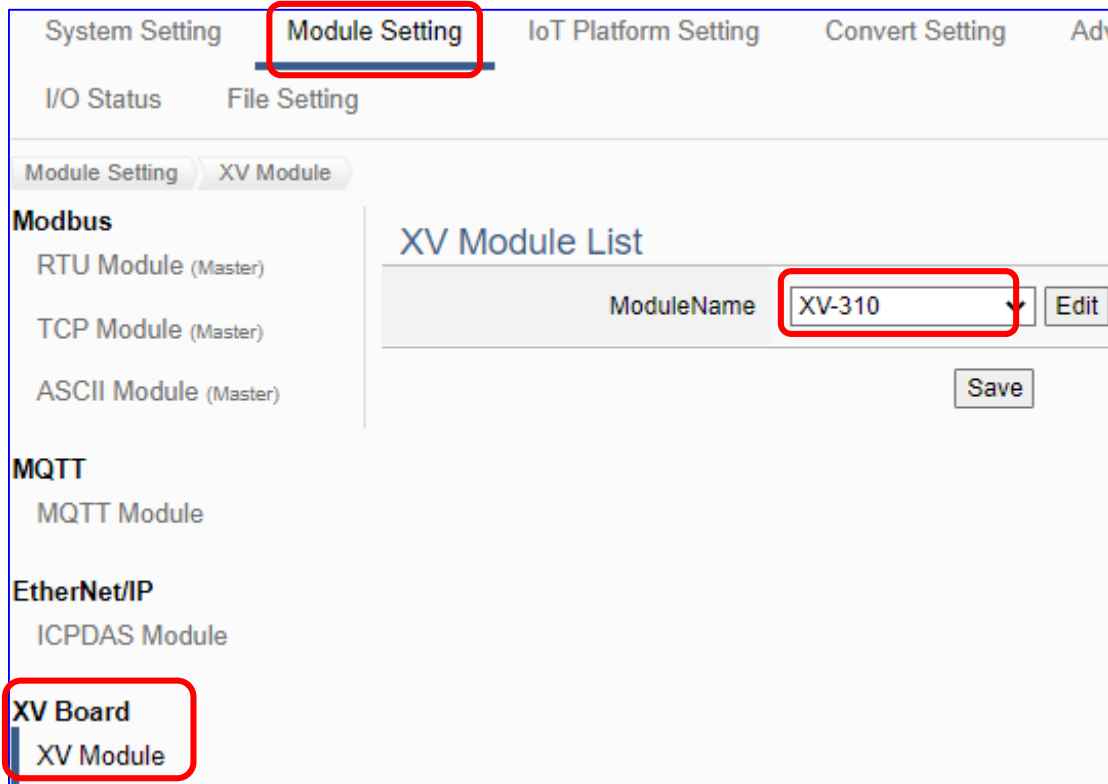 System Setting Module Setting IoT Platform Setting Convert Setting
I/O Status File Setting
Module Setting XV Module
Modbus
RTU Module (Master)
TCP Module (Master)
ASCII Module (Master)
MQTT
MQTT Module
EtherNet/IP
ICPDAS Module
XV Board
XV Module
XV Module List
ModuleName XV-310 Edit
Save